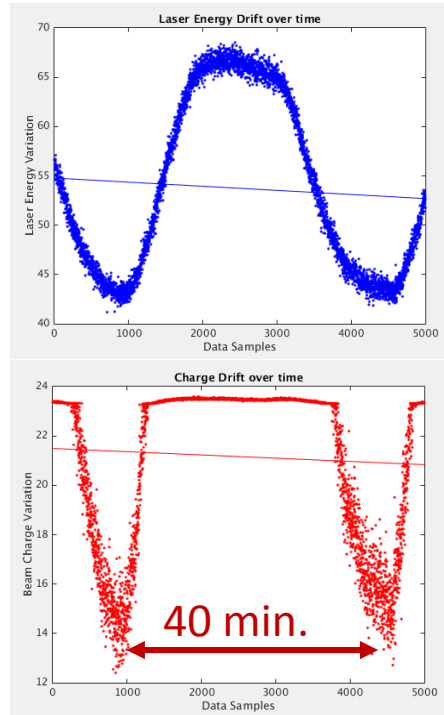 Laser Energy Drift over time
70
65
60
55
50
45
40
Laser Energy Variation
0 1000 2000 3000 4000 5000
Data Samples
Charge Drift over time
24
22
20
18
16
14
12
Beam Charge Variation
40 min.
0 1000 2000 3000 4000 5000
Data Samples